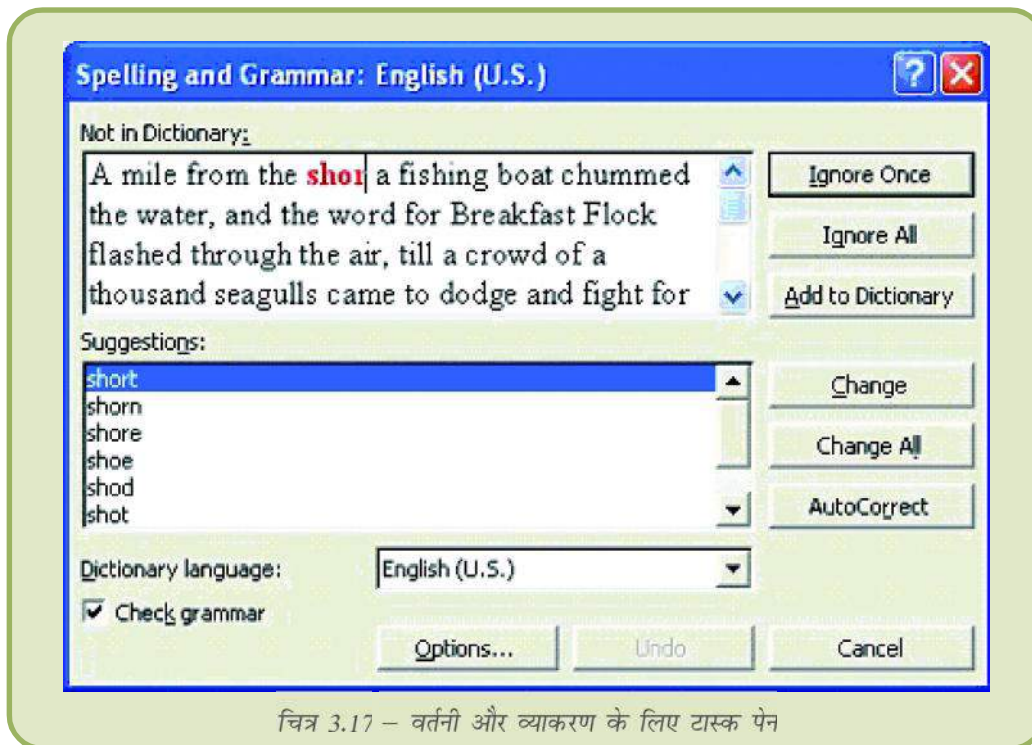 Spelling and Grammar: English (U.S.)
Not in Dictionary:
A mile from the shor a fishing boat chummed
the water, and the word for Breakfast Flock
flashed through the air, till a crowd of a
thousand seagulls came to dodge and fight for
Ignore Once
Ignore All
Add to Dictionary
Suggestions:
short
shorn
shore
shoe
shod
shot
Change
Change All
AutoCorrect
Dictionary language:
English (U.S.)
Check grammar
Options...
Undo
Cancel
चित्र 3.17 – वर्तनी और व्याकरण के लिए टास्क पेन